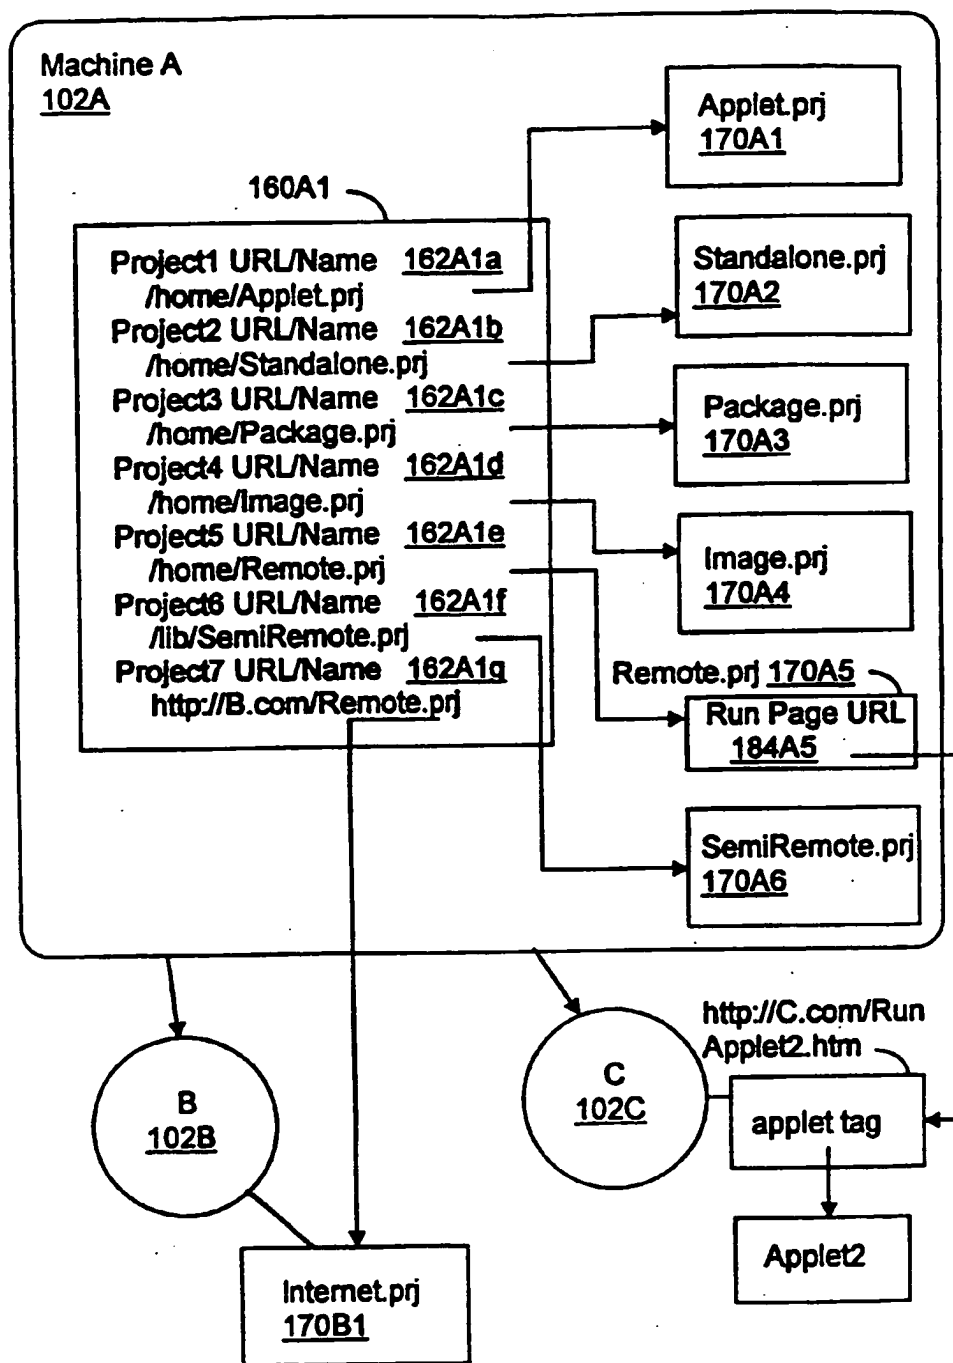 Machine A
102A
Applet.prj
170A1
160A1
Project1 URL/Name 162A1a
/home/Applet.prj
Project2 URL/Name 162A1b
/home/Standalone.prj
Project3 URL/Name 162A1c
/home/Package.prj
Project4 URL/Name 162A1d
/home/Image.prj
Project5 URL/Name 162A1e
/home/Remote.prj
Project6 URL/Name 162A1f
/lib/SemiRemote.prj
Project7 URL/Name 162A1g
http://B.com/Remote.prj
Standalone.prj
170A2
Package.prj
170A3
Image.prj
170A4
Remote.prj 170A5
Run Page URL
184A5
SemiRemote.prj
170A6
B
102B
C
102C
http://C.com/Run
Applet2.htm
applet tag
Applet2
Internet.prj
170B1